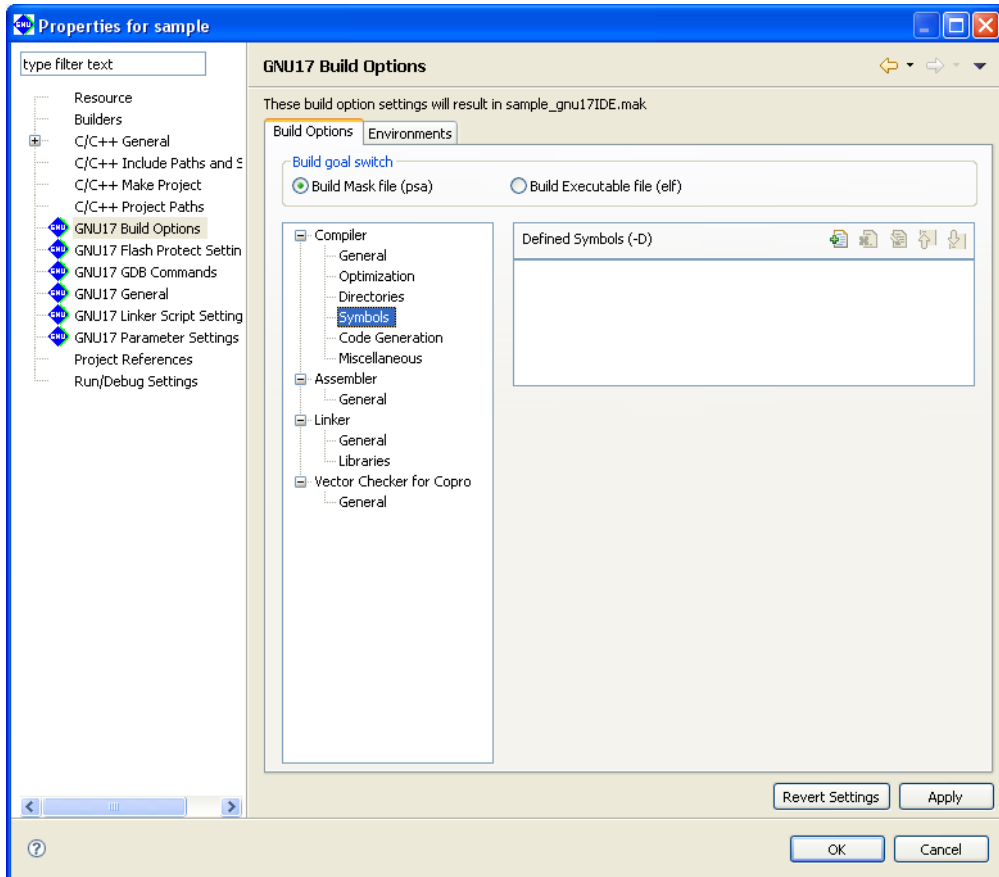 Properties for sample
type filter text
Resource
Builders
C/C++ General
C/C++ Include Paths and S
C/C++ Make Project
C/C++ Project Paths
GNU17 Build Options
GNU17 Flash Protect Settin
GNU17 GDB Commands
GNU17 General
GNU17 Linker Script Setting
GNU17 Parameter Settings
Project References
Run/Debug Settings
GNU17 Build Options
These build option settings will result in sample_gnu17IDE.mak
Build Options Environments
Build goal switch
Build Mask file (psa) Build Executable file (elf)
Compiler
General
Optimization
Directories
Symbols
Code Generation
Miscellaneous
Assembler
General
Linker
General
Libraries
Vector Checker for Copro
General
Defined Symbols (-D)
Revert Settings Apply
OK Cancel